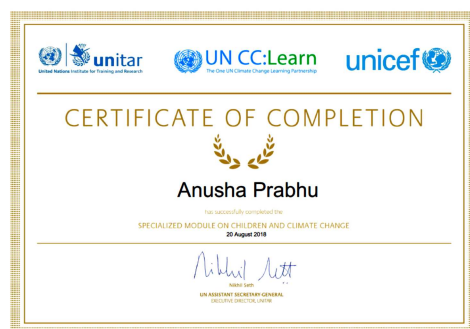 unitar
United Nations Institute for Training and Research
UN CC:Learn
The One UN Climate Change Learning Partnership
unicef
CERTIFICATE OF COMPLETION
Anusha Prabhu
has successfully completed the
SPECIALIZED MODULE ON CHILDREN AND CLIMATE CHANGE
20 August 2018
Nikhil Seth
Nikhil Seth
UN ASSISTANT SECRETARY-GENERAL
EXECUTIVE DIRECTOR, UNITAR